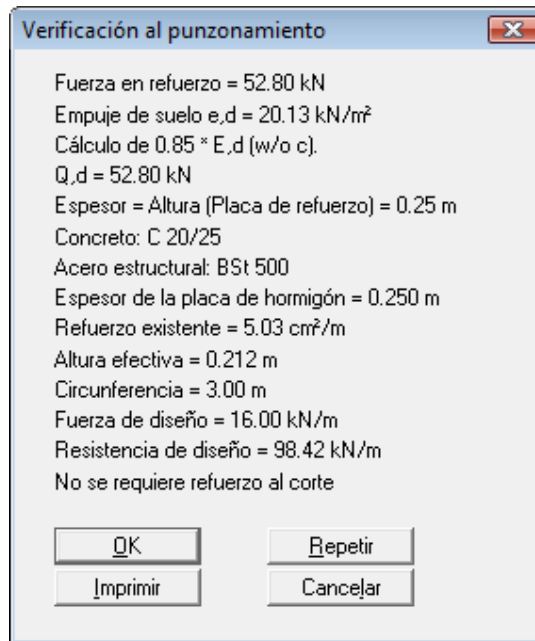 Verificación al punzonamiento
Fuerza en refuerzo = 52.80 kN
Empuje de suelo e,d = 20.13 kN/m²
Cálculo de 0.85 * E,d (w/o c).
Q,d = 52.80 kN
Espesor = Altura (Placa de refuerzo) = 0.25 m
Concreto: C 20/25
Acero estructural: BSt 500
Espesor de la placa de hormigón = 0.250 m
Refuerzo existente = 5.03 cm²/m
Altura efectiva = 0.212 m
Circunferencia = 3.00 m
Fuerza de diseño = 16.00 kN/m
Resistencia de diseño = 98.42 kN/m
No se requiere refuerzo al corte
OK Repetir
Imprimir Cancelar